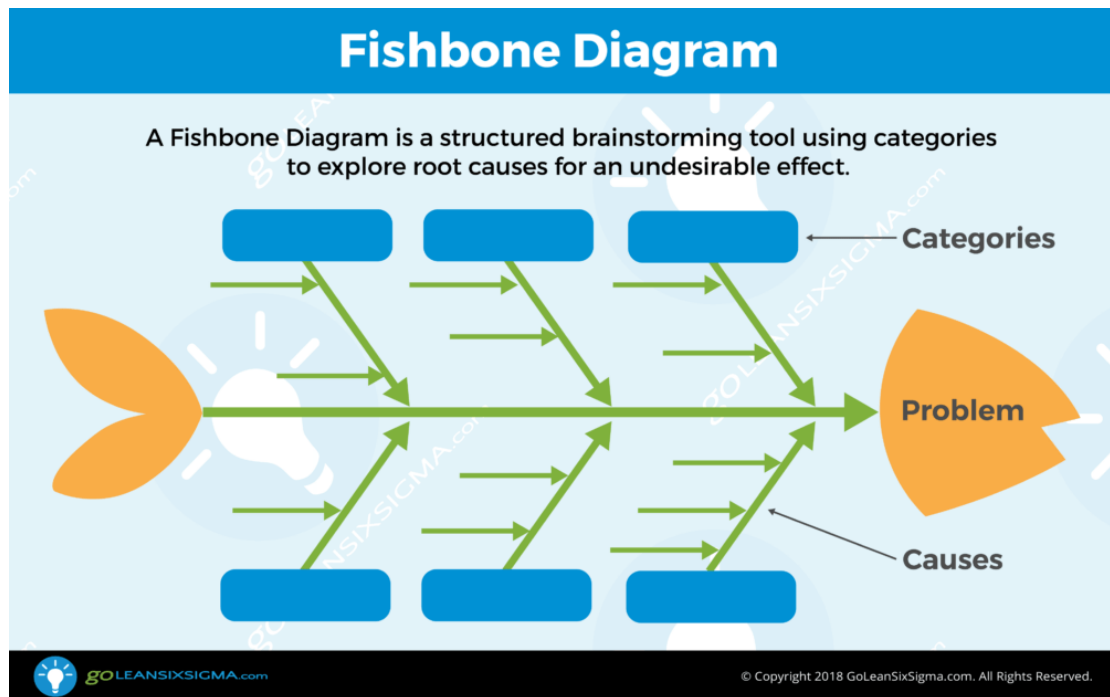 Fishbone Diagram
A Fishbone Diagram is a structured brainstorming tool using categories
to explore root causes for an undesirable effect.
Categories
Problem
Causes
goLEANSIXSIGMA.com
© Copyright 2018 GoLeanSixSigma.com. All Rights Reserved.